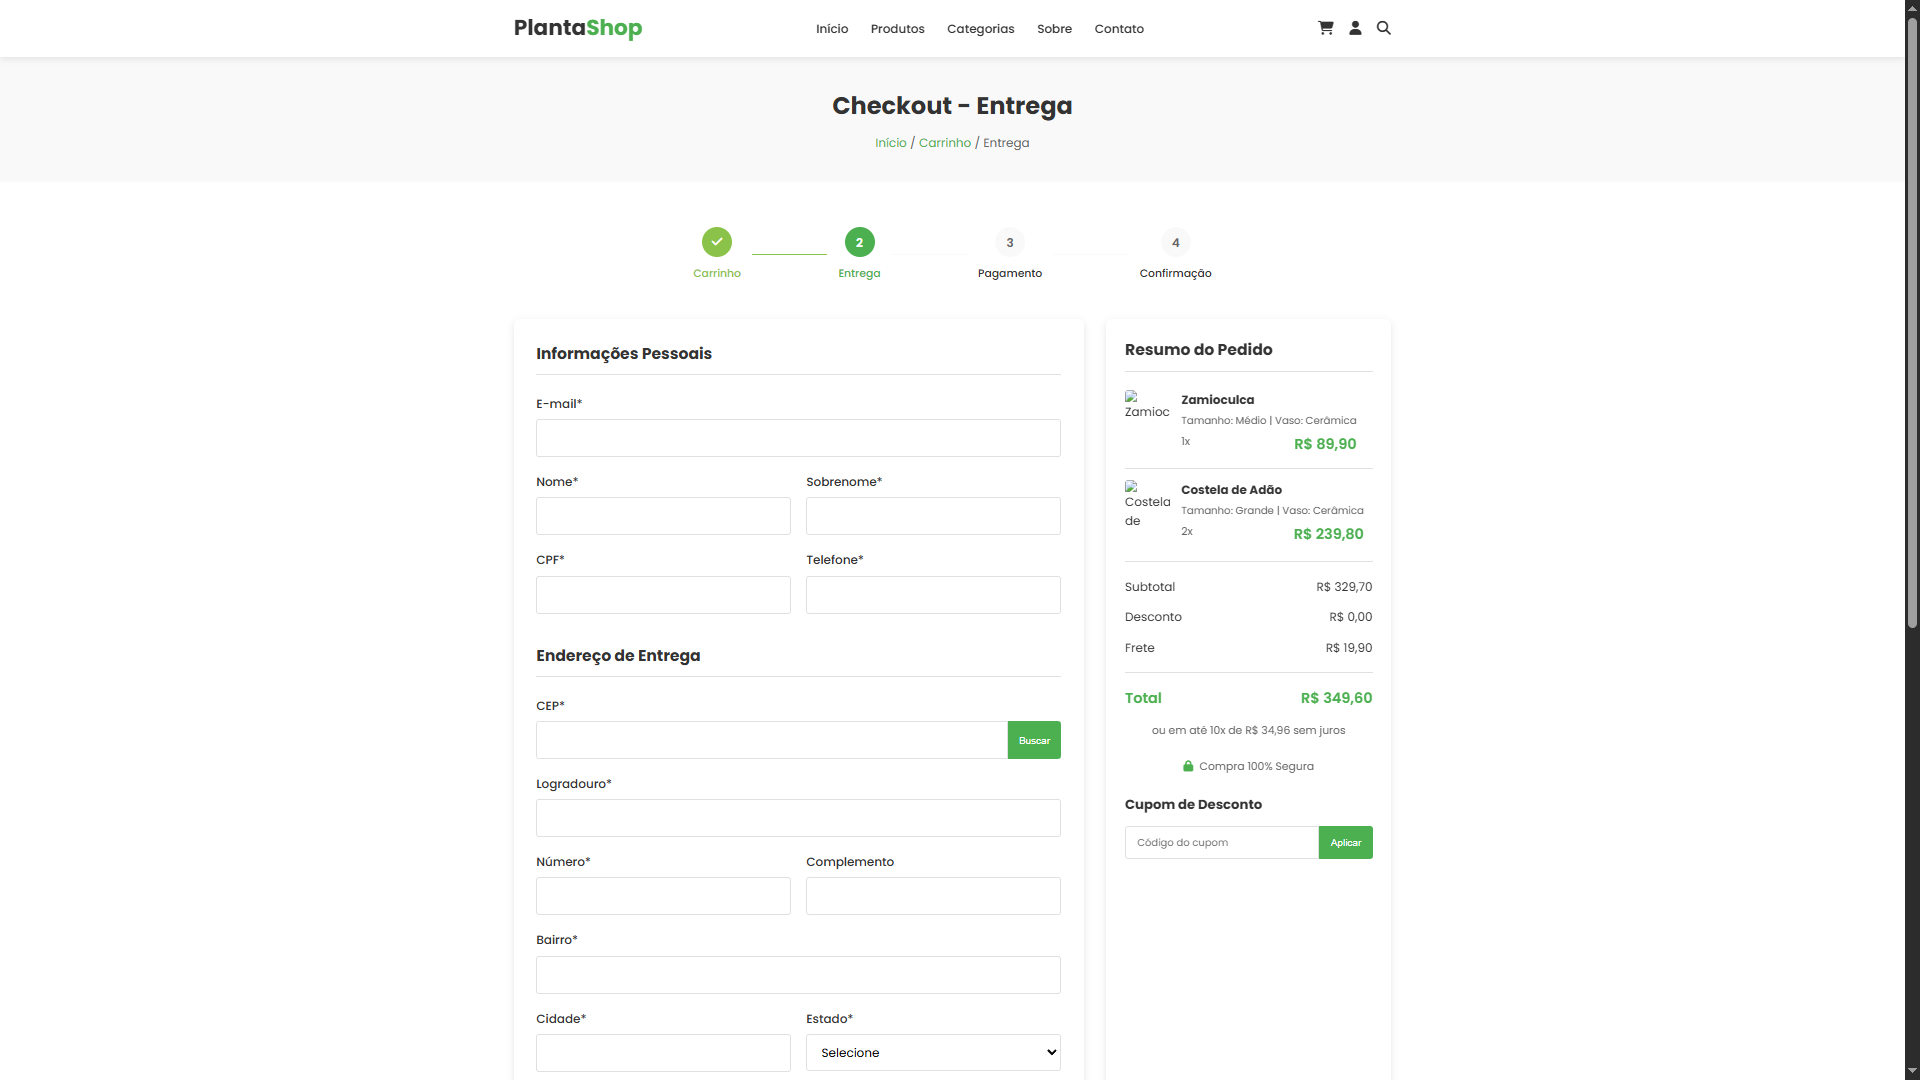 PlantaShop
Início Produtos Categorias Sobre Contato
Checkout - Entrega
Início / Carrinho / Entrega
2 3 4
Carrinho Entrega Pagamento Confirmação
Informações Pessoais
E-mail*
Nome* Sobrenome*
CPF* Telefone*
Endereço de Entrega
CEP*
Buscar
Logradouro*
Número* Complemento
Bairro*
Cidade* Estado*
Selecione
Resumo do Pedido
Zamioc
Zamioculca
Tamanho: Médio | Vaso: Cerâmica
1x R$ 89,90
Costela de
Costela de Adão
Tamanho: Grande | Vaso: Cerâmica
2x R$ 239,80
Subtotal R$ 329,70
Desconto R$ 0,00
Frete R$ 19,90
Total R$ 349,60
ou em até 10x de R$ 34,96 sem juros
Compra 100% Segura
Cupom de Desconto
Código do cupom Aplicar